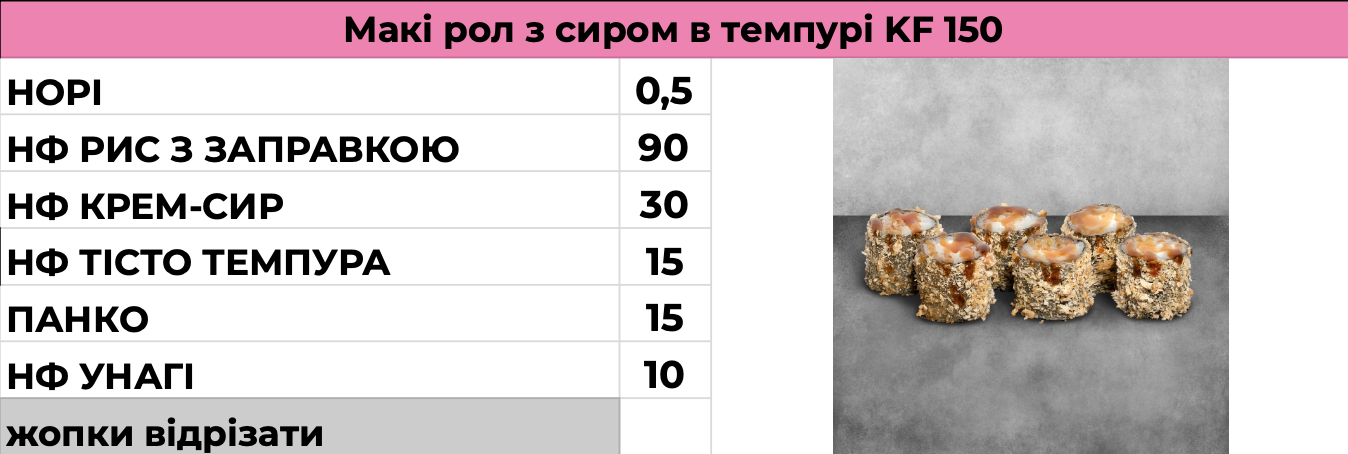 Макі рол з сиром в темпурі KF 150
НОРІ 0,5
НФ РИС З ЗАПРАВКОЮ 90
НФ КРЕМ-СИР 30
НФ ТІСТО ТЕМПУРА 15
ПАНКО 15
НФ УНАГІ 10
жопки відрізати